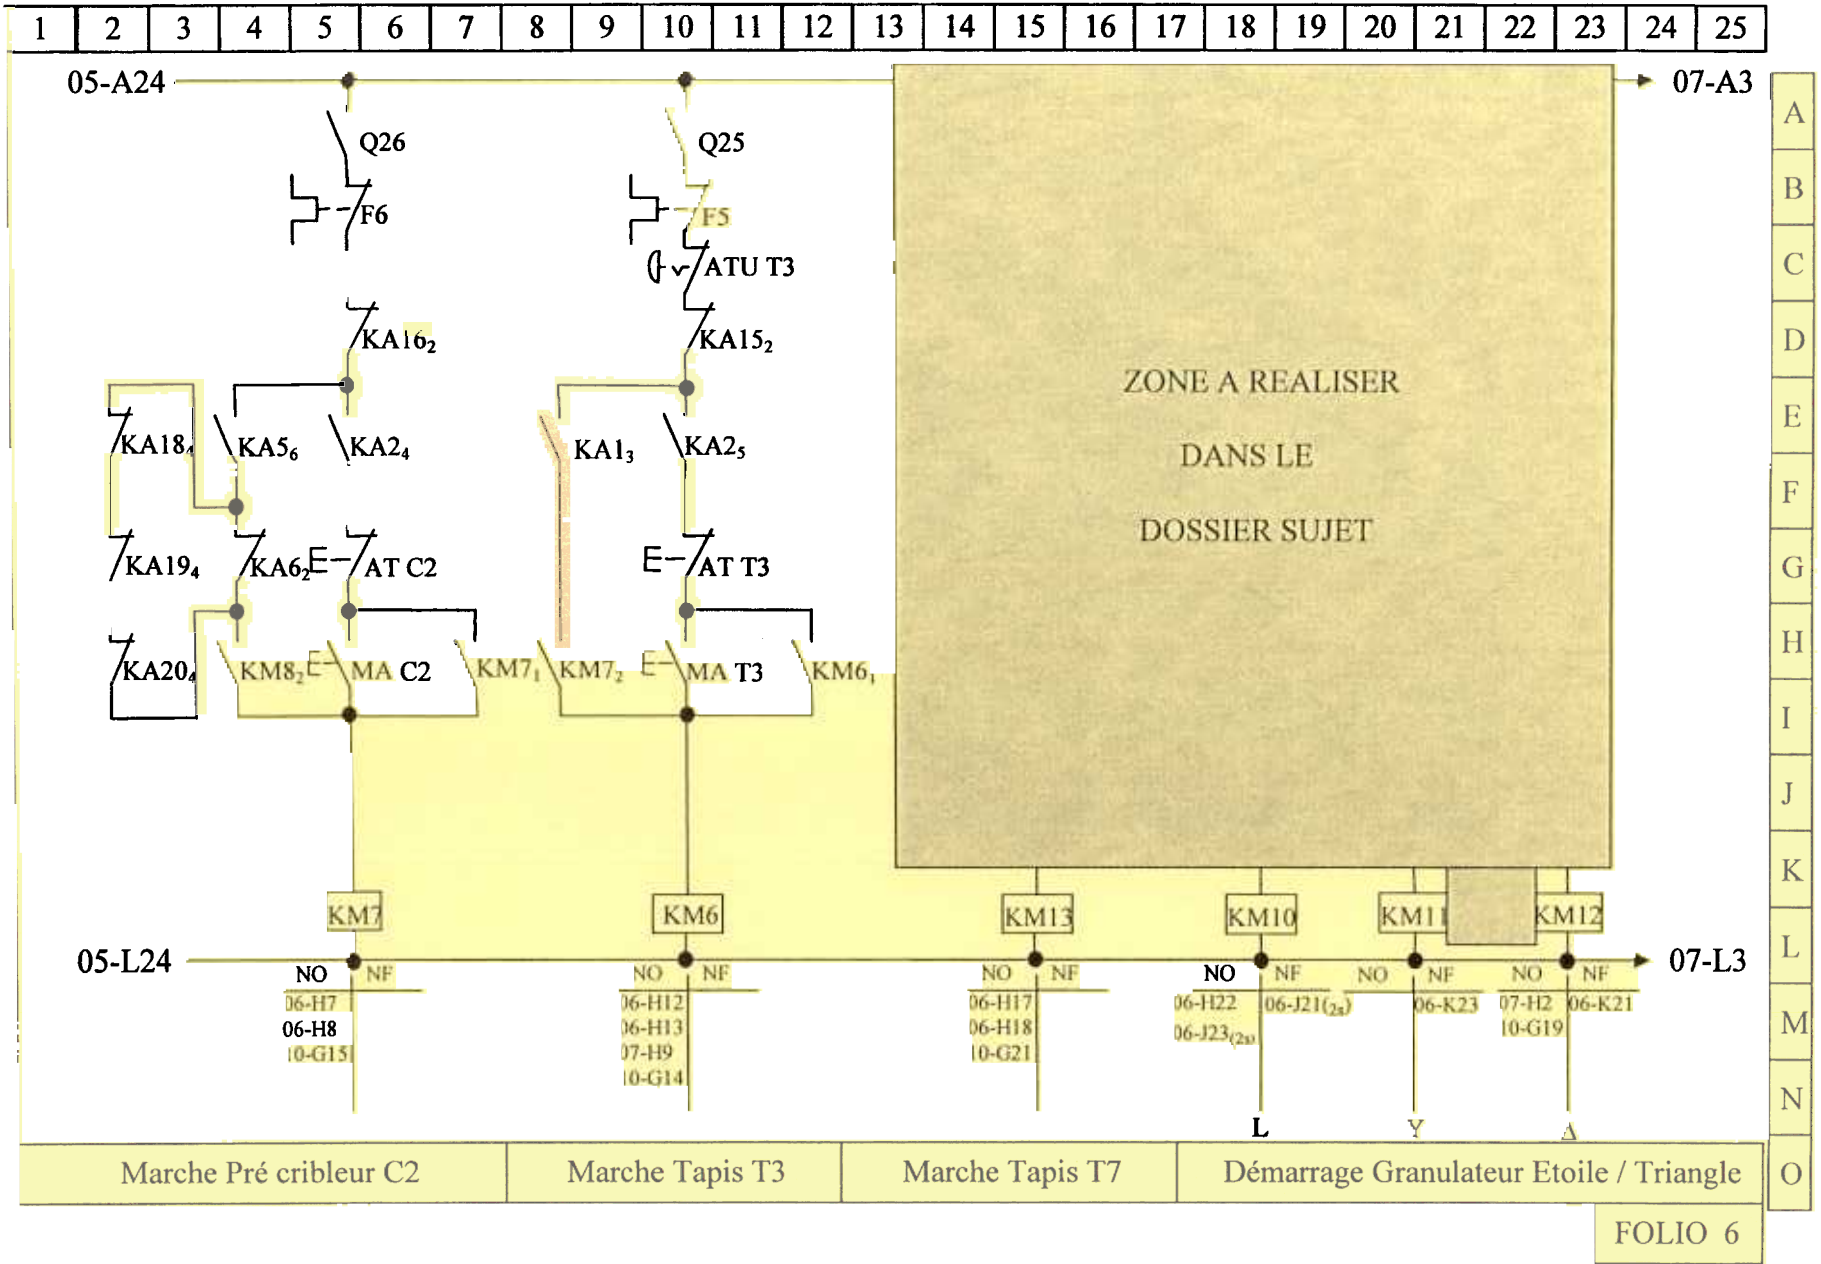 1 2 3 4 5 6 7 8 9 10 11 12 13 14 15 16 17 18 19 20 21 22 23 24 25
05-A24
07-A3
A
Q26
Q25
B
F6
F5
C
ATU T3
D
KA16₂
KA15₂
ZONE A REALISER
DANS LE
DOSSIER SUJET
E
KA18₄
KA5₆
KA2₄
KA1₃
KA2₅
F
G
KA19₄
KA6₂
AT C2
AT T3
H
KA20₄
KM8₂
MA C2
KM7₁
KM7₂
MA T3
KM6₁
I
J
K
KM7
KM6
KM13
KM10
KM11
KM12
L
05-L24
07-L3
NO NF
NO NF
NO NF
NO NF
NO NF
NO NF
06-H7
06-H12
06-H17
06-H22
06-J21(2s)
06-K23
07-H2
06-K21
M
06-H8
06-H13
06-H18
06-J23(2s)
10-G19
10-G15
07-H9
10-G21
10-G14
N
L
Y
Δ
Marche Pré cribleur C2
Marche Tapis T3
Marche Tapis T7
Démarrage Granulateur Etoile / Triangle
O
FOLIO 6